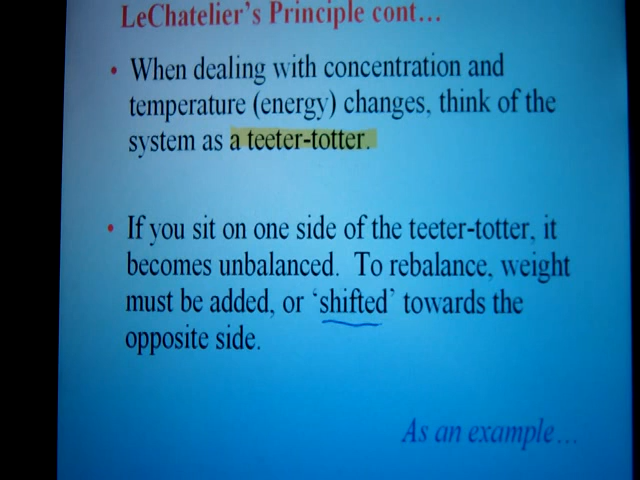 LeChatelier's Principle cont…
• When dealing with concentration and
temperature (energy) changes, think of the
system as a teeter-totter.
• If you sit on one side of the teeter-totter, it
becomes unbalanced. To rebalance, weight
must be added, or 'shifted' towards the
opposite side.
As an example…